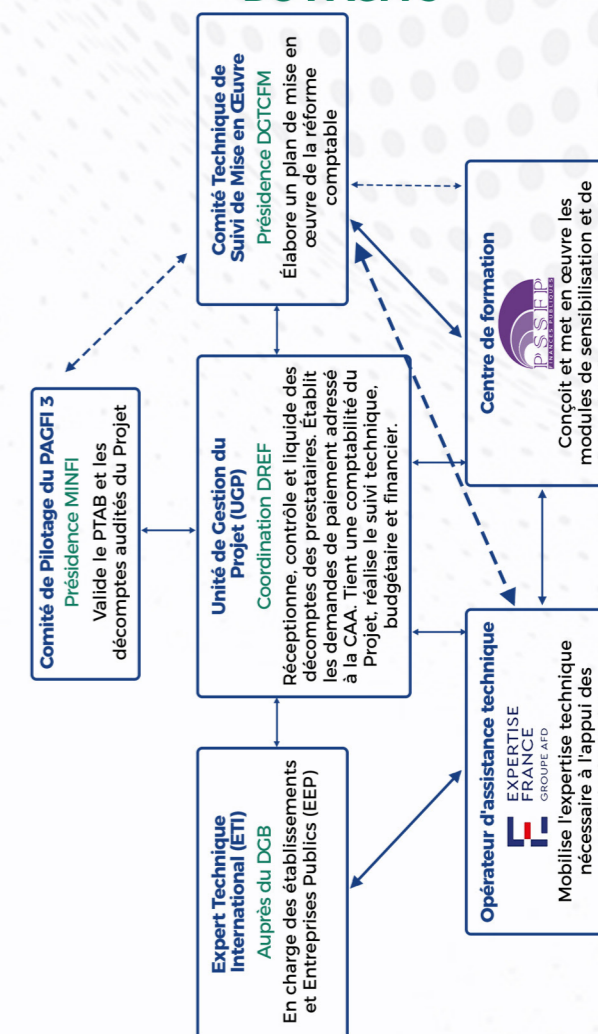 Comité de Pilotage du PAGFI 3
Présidence MINFI
Valide le PTAB et les
décomptes audités du Projet
Expert Technique
International (ETI)
Auprès du DGB
En charge des établissements
et Entreprises Publics (EEP)
Unité de Gestion du
Projet (UGP)
Coordination DREF
Réceptionne, contrôle et liquide des
décomptes des prestataires. Établit
les demandes de paiement adressé
à la CAA. Tient une comptabilité du
Projet, réalise le suivi technique,
budgétaire et financier.
Comité Technique de
Suivi de Mise en Œuvre
Présidence DGTCFM
Élabore un plan de mise en
œuvre de la réforme
comptable
Opérateur d'assistance technique
EXPERTISE
FRANCE
GROUPE AFD
Mobilise l'expertise technique
nécessaire à l'appui des
Centre de formation
PSSFP
FINANCES PUBLIQUES
Conçoit et met en œuvre les
modules de sensibilisation et de